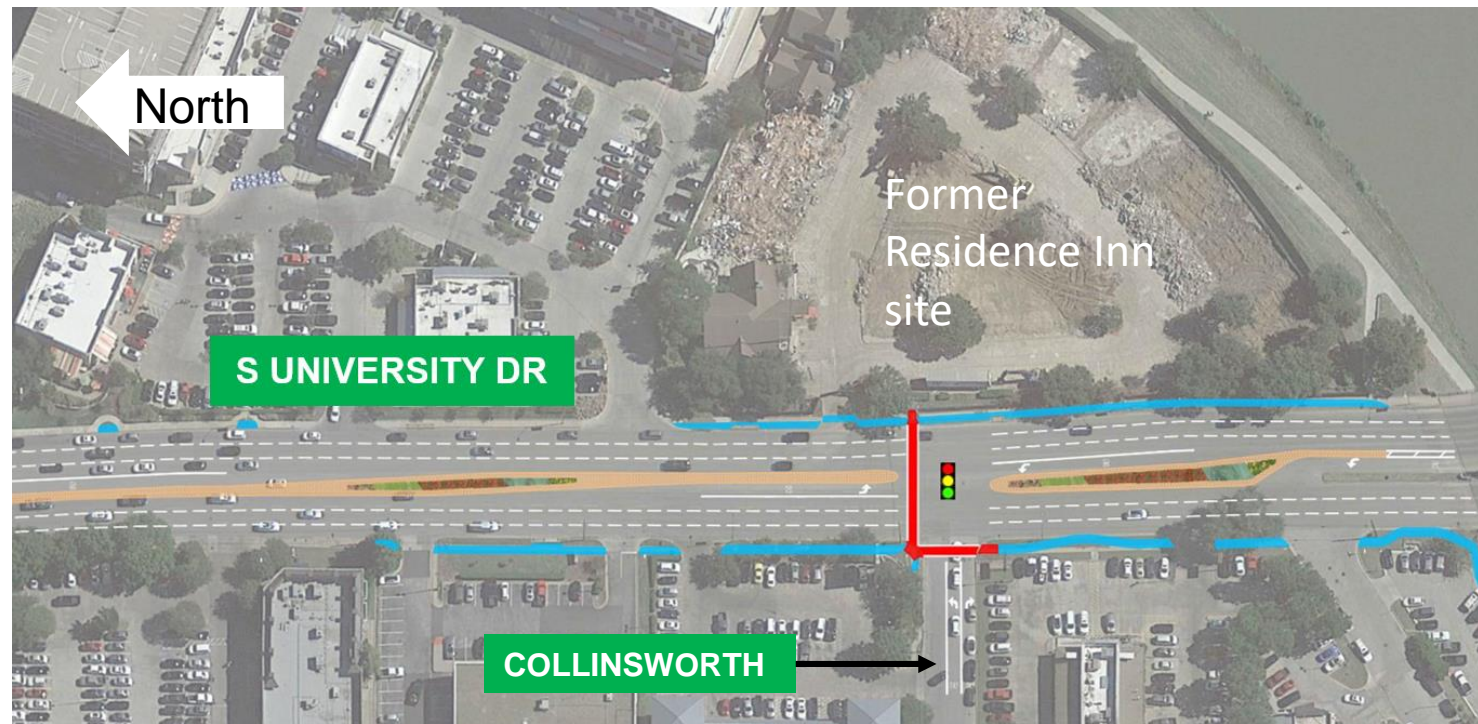 North
Former
Residence Inn
site
S UNIVERSITY DR
COLLINSWORTH